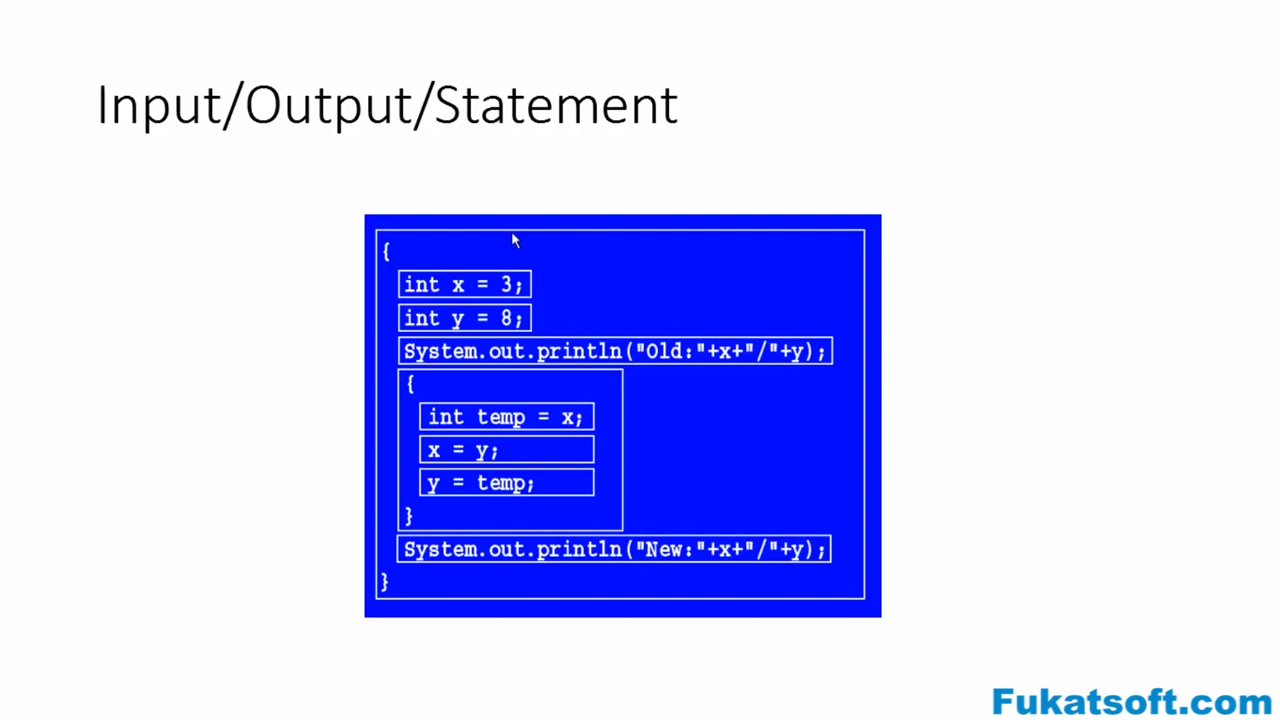 Input/Output/Statement
{
int x = 3;
int y = 8;
System.out.println("Old:"+x+"/"+y);
{
int temp = x;
x = y;
y = temp;
}
System.out.println("New:"+x+"/"+y);
}
Fukatsoft.com